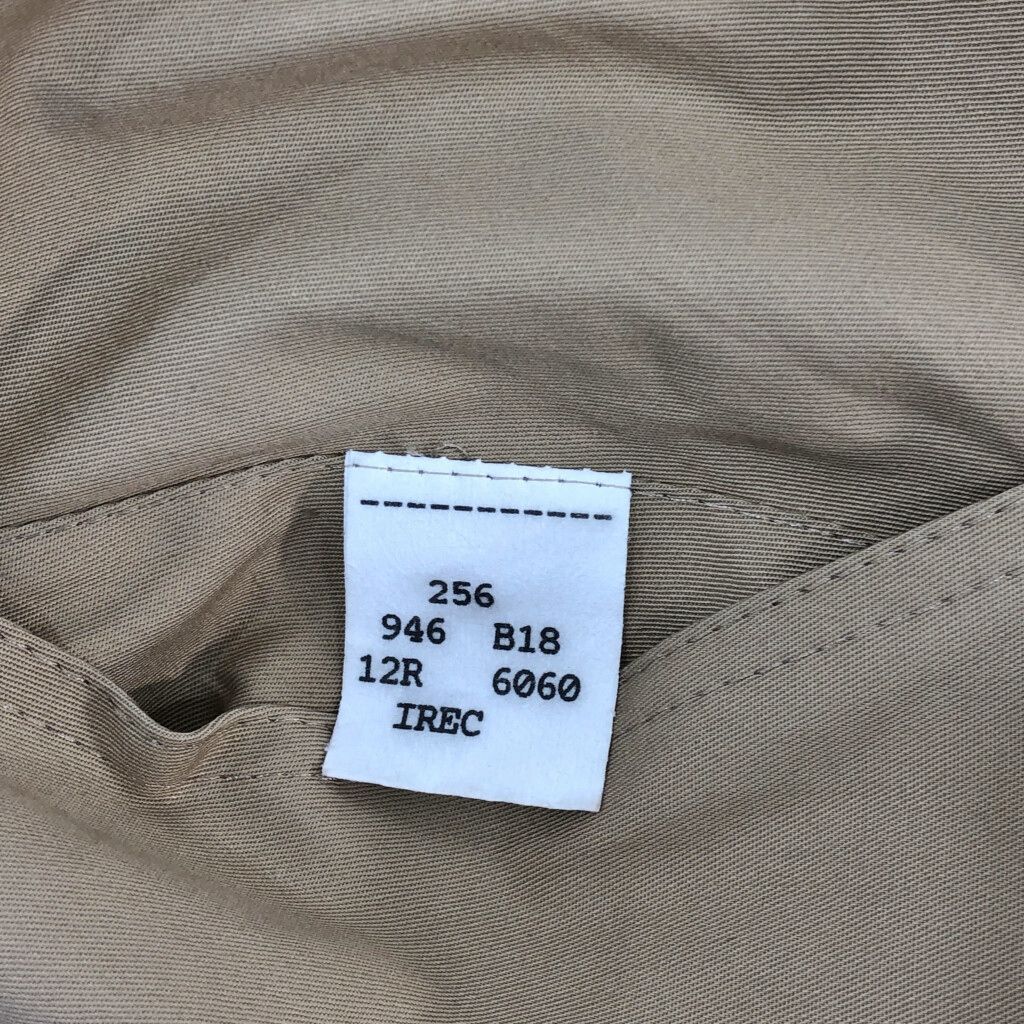 ------------
256
946 B18
12R 6060
IREC